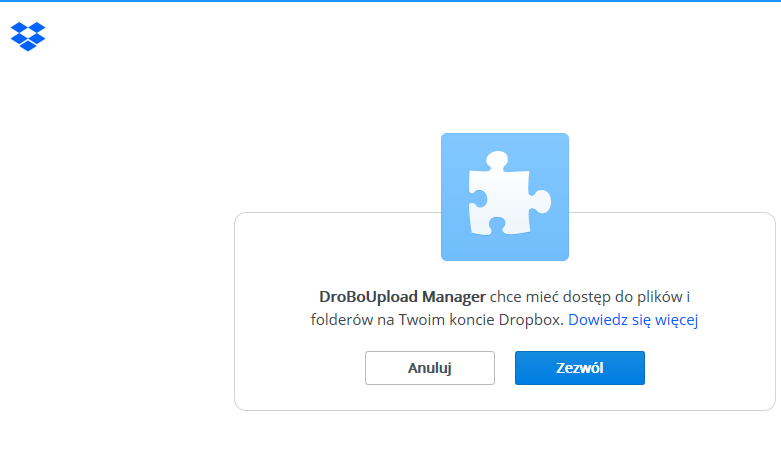 DroBoUpload Manager chce mieć dostęp do plików i
folderów na Twoim koncie Dropbox. Dowiedz się więcej
Anuluj
Zezwól